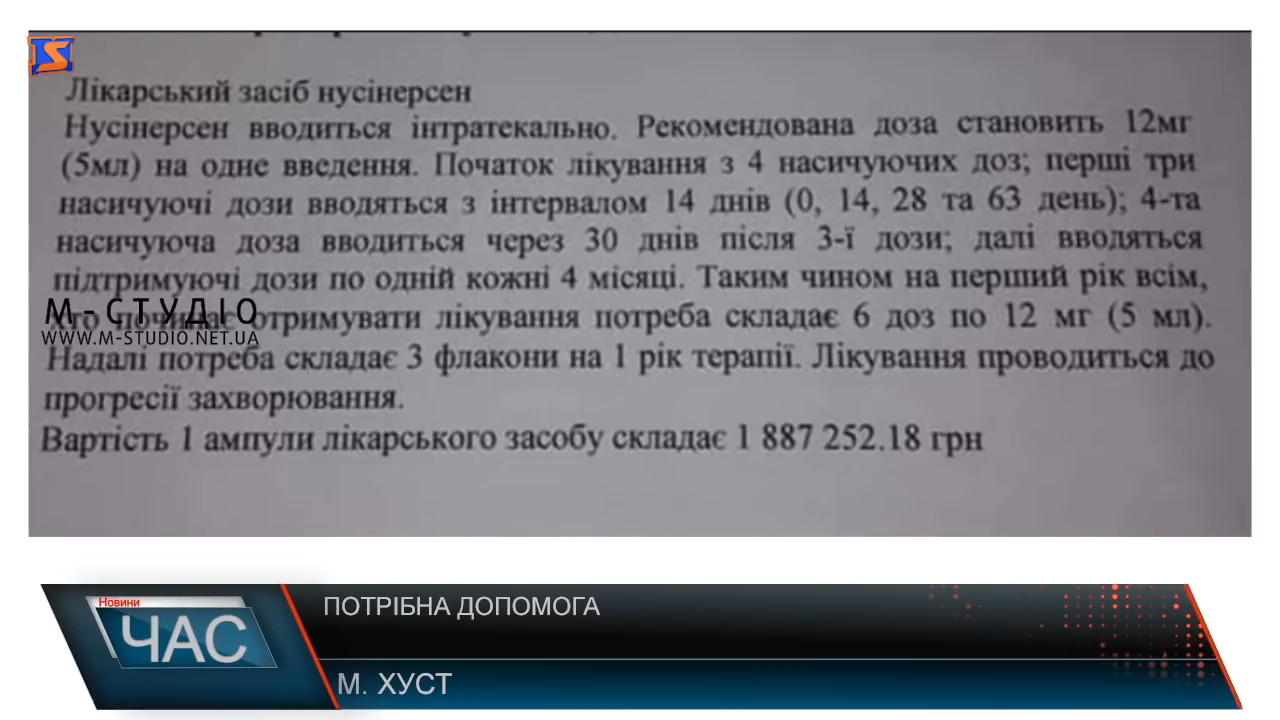 Лікарський засіб нусінерсен
Нусінерсен вводиться інтратекально. Рекомендована доза становить 12мг
(5мл) на одне введення. Початок лікування з 4 насичуючих доз; перші три
насичуючі дози вводяться з інтервалом 14 днів (0, 14, 28 та 63 день); 4-та
насичуюча доза вводиться через 30 днів після 3-ї дози; далі вводяться
підтримуючі дози по одній кожні 4 місяці. Таким чином на перший рік всім,
М-СТУДІО
хто починає отримувати лікування потреба складає 6 доз по 12 мг (5 мл).
WWW.M-STUDIO.NET.UA
Надалі потреба складає 3 флакони на 1 рік терапії. Лікування проводиться до
прогресії захворювання.
Вартість 1 ампули лікарського засобу складає 1 887 252.18 грн
Новини
ЧАС
ПОТРІБНА ДОПОМОГА
М. ХУСТ